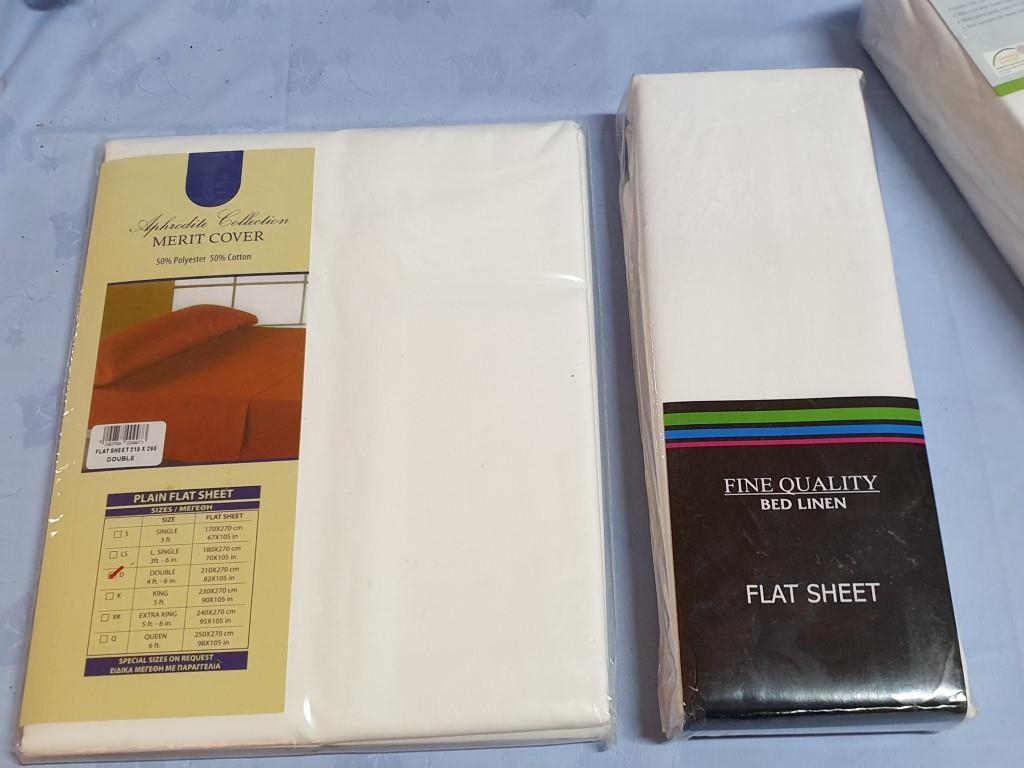 Aphrodite Collection
MERIT COVER
50% Polyester 50% Cotton
FLAT SHEET 210 X 260
DOUBLE
PLAIN FLAT SHEET
SIZES / ΜΕΓΕΘΗ
SIZE FLAT SHEET
S SINGLE 3 ft. 170X270 cm 67X105 in
LS L. SINGLE 3ft. - 6 in. 180X270 cm 70X105 in
D DOUBLE 4 ft. - 6 in. 210X270 cm 82X105 in
K KING 5 ft. 230X270 cm 90X105 in
XK EXTRA KING 5 ft. - 6 in. 240X270 cm 95X105 in
Q QUEEN 6 ft. 250X270 cm 98X105 in
SPECIAL SIZES ON REQUEST
ΕΙΔΙΚΑ ΜΕΓΕΘΗ ΜΕ ΠΑΡΑΓΓΕΛΙΑ
FINE QUALITY
BED LINEN
FLAT SHEET